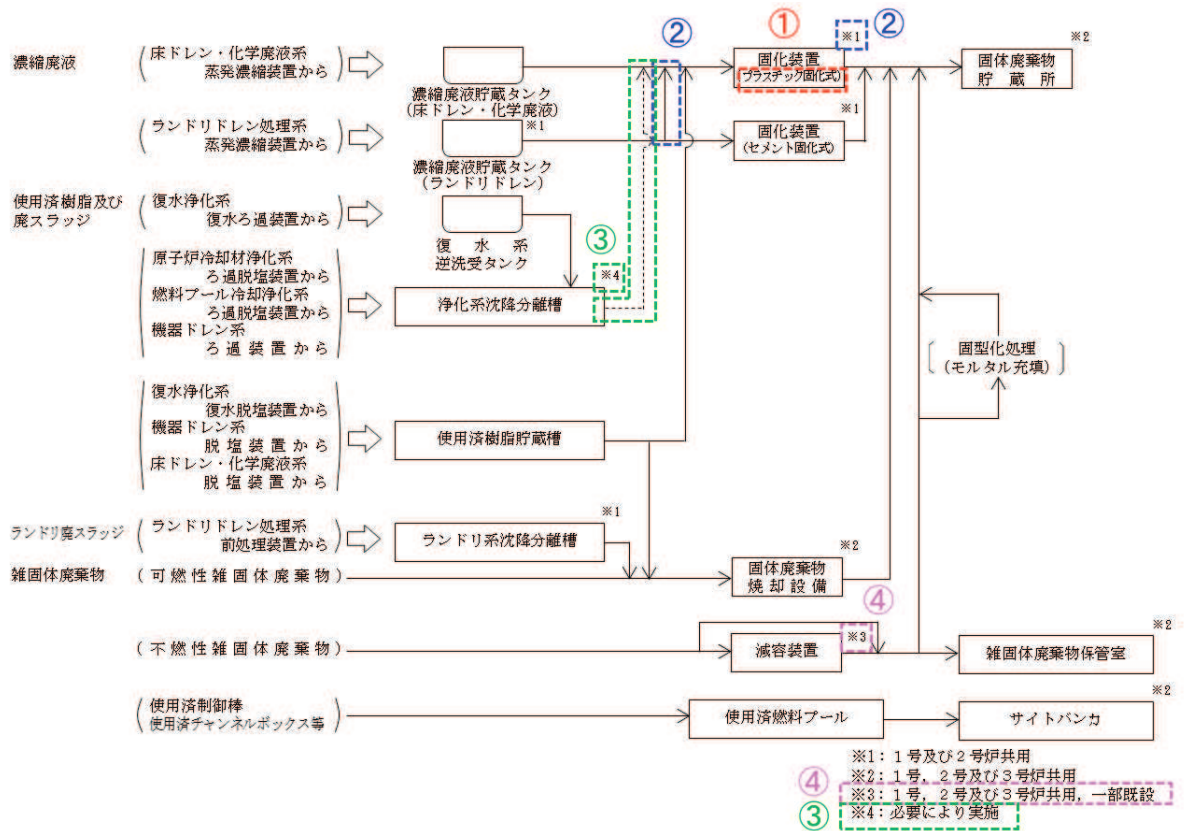 ① ② ②
濃縮廃液
(床ドレン・化学廃液系
蒸発濃縮装置から)
濃縮廃液貯蔵タンク
(床ドレン・化学廃液)
固化装置
(プラスチック固化式)
※1
固体廃棄物
貯蔵所
※2
(ランドリドレン処理系
蒸発濃縮装置から)
※1
濃縮廃液貯蔵タンク
(ランドリドレン)
固化装置
(セメント固化式)
※1
使用済樹脂及び
廃スラッジ
(復水浄化系
復水ろ過装置から)
復水系
逆洗受タンク
③
(原子炉冷却材浄化系
ろ過脱塩装置から
燃料プール冷却浄化系
ろ過脱塩装置から
機器ドレン系
ろ過装置から)
浄化系沈降分離槽
※4
〔固型化処理
(モルタル充填)〕
(復水浄化系
復水脱塩装置から
機器ドレン系
脱塩装置から
床ドレン・化学廃液系
脱塩装置から)
使用済樹脂貯蔵槽
ランドリ廃スラッジ
(ランドリドレン処理系
前処理装置から)
ランドリ系沈降分離槽
※1
雑固体廃棄物
(可燃性雑固体廃棄物)
固体廃棄物
焼却設備
※2
④
(不燃性雑固体廃棄物)
減容装置
※3
雑固体廃棄物保管室
※2
(使用済制御棒
使用済チャンネルボックス等)
使用済燃料プール
サイトバンカ
※2
※1:1号及び2号炉共用
※2:1号,2号及び3号炉共用
④ ※3:1号,2号及び3号炉共用,一部既設
③ ※4:必要により実施